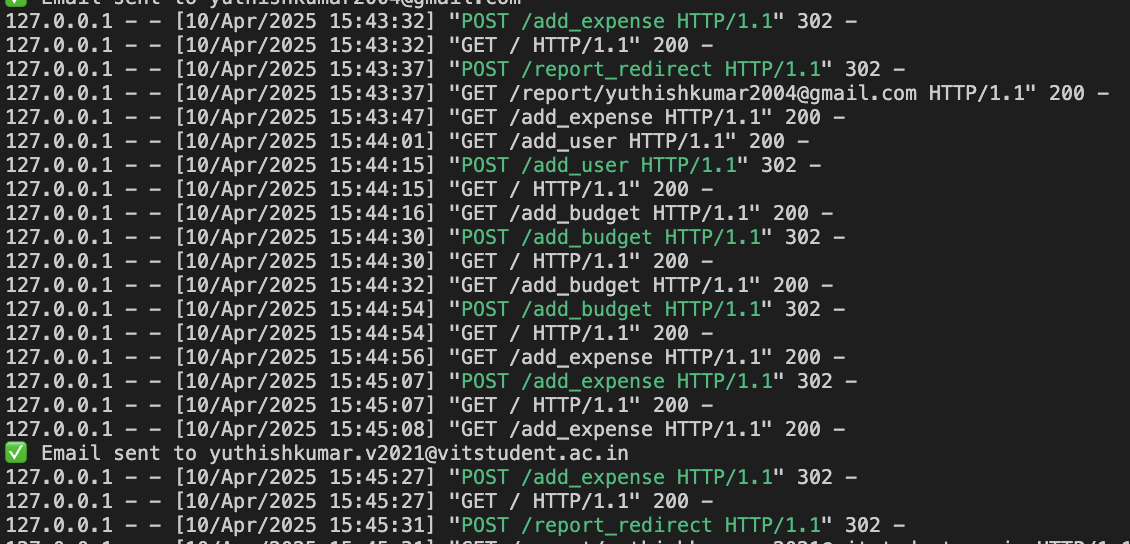 ✅ Email sent to yuthishkumar2004@gmail.com
127.0.0.1 – – [10/Apr/2025 15:43:32] "POST /add_expense HTTP/1.1" 302 –
127.0.0.1 – – [10/Apr/2025 15:43:32] "GET / HTTP/1.1" 200 –
127.0.0.1 – – [10/Apr/2025 15:43:37] "POST /report_redirect HTTP/1.1" 302 –
127.0.0.1 – – [10/Apr/2025 15:43:37] "GET /report/yuthishkumar2004@gmail.com HTTP/1.1" 200 –
127.0.0.1 – – [10/Apr/2025 15:43:47] "GET /add_expense HTTP/1.1" 200 –
127.0.0.1 – – [10/Apr/2025 15:44:01] "GET /add_user HTTP/1.1" 200 –
127.0.0.1 – – [10/Apr/2025 15:44:15] "POST /add_user HTTP/1.1" 302 –
127.0.0.1 – – [10/Apr/2025 15:44:15] "GET / HTTP/1.1" 200 –
127.0.0.1 – – [10/Apr/2025 15:44:16] "GET /add_budget HTTP/1.1" 200 –
127.0.0.1 – – [10/Apr/2025 15:44:30] "POST /add_budget HTTP/1.1" 302 –
127.0.0.1 – – [10/Apr/2025 15:44:30] "GET / HTTP/1.1" 200 –
127.0.0.1 – – [10/Apr/2025 15:44:32] "GET /add_budget HTTP/1.1" 200 –
127.0.0.1 – – [10/Apr/2025 15:44:54] "POST /add_budget HTTP/1.1" 302 –
127.0.0.1 – – [10/Apr/2025 15:44:54] "GET / HTTP/1.1" 200 –
127.0.0.1 – – [10/Apr/2025 15:44:56] "GET /add_expense HTTP/1.1" 200 –
127.0.0.1 – – [10/Apr/2025 15:45:07] "POST /add_expense HTTP/1.1" 302 –
127.0.0.1 – – [10/Apr/2025 15:45:07] "GET / HTTP/1.1" 200 –
127.0.0.1 – – [10/Apr/2025 15:45:08] "GET /add_expense HTTP/1.1" 200 –
✅ Email sent to yuthishkumar.v2021@vitstudent.ac.in
127.0.0.1 – – [10/Apr/2025 15:45:27] "POST /add_expense HTTP/1.1" 302 –
127.0.0.1 – – [10/Apr/2025 15:45:27] "GET / HTTP/1.1" 200 –
127.0.0.1 – – [10/Apr/2025 15:45:31] "POST /report_redirect HTTP/1.1" 302 –